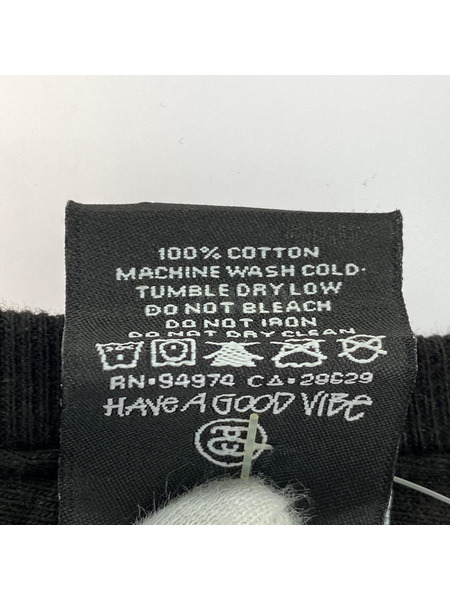 100% COTTON
MACHINE WASH COLD·
TUMBLE DRY LOW
DO NOT BLEACH
DO NOT IRON
DO NOT DRY CLEAN
RN·94974 CA·29629
HAVE A GOOD VIBE